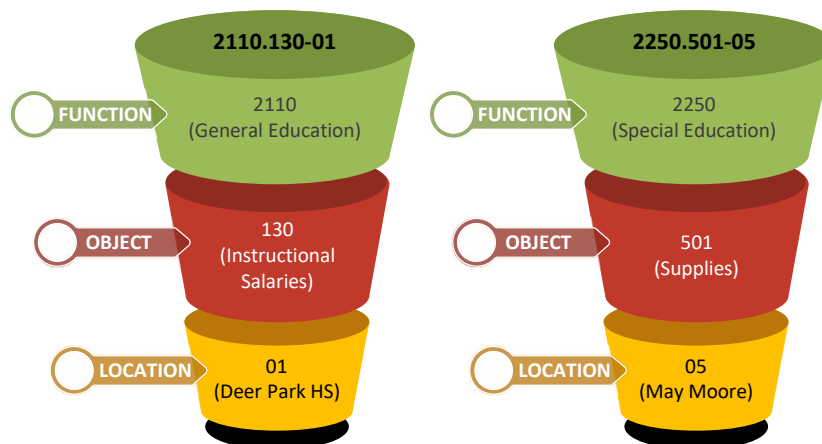 2110.130-01
FUNCTION
2110
(General Education)
OBJECT
130
(Instructional
Salaries)
LOCATION
01
(Deer Park HS)
2250.501-05
FUNCTION
2250
(Special Education)
OBJECT
501
(Supplies)
LOCATION
05
(May Moore)